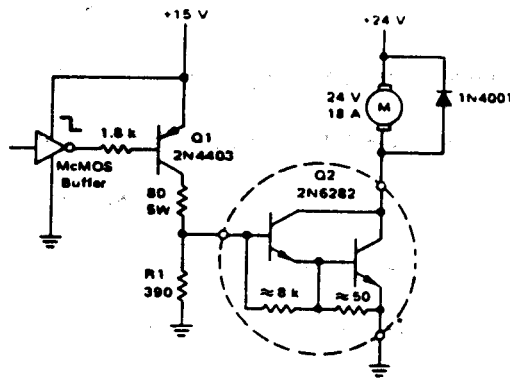 +15 V
+24 V
1.8 k
Q1
2N4403
McMOS
Buffer
24 V
18 A
M
1N4001
80
5W
Q2
2N6282
R1
390
≈ 8 k
≈ 50